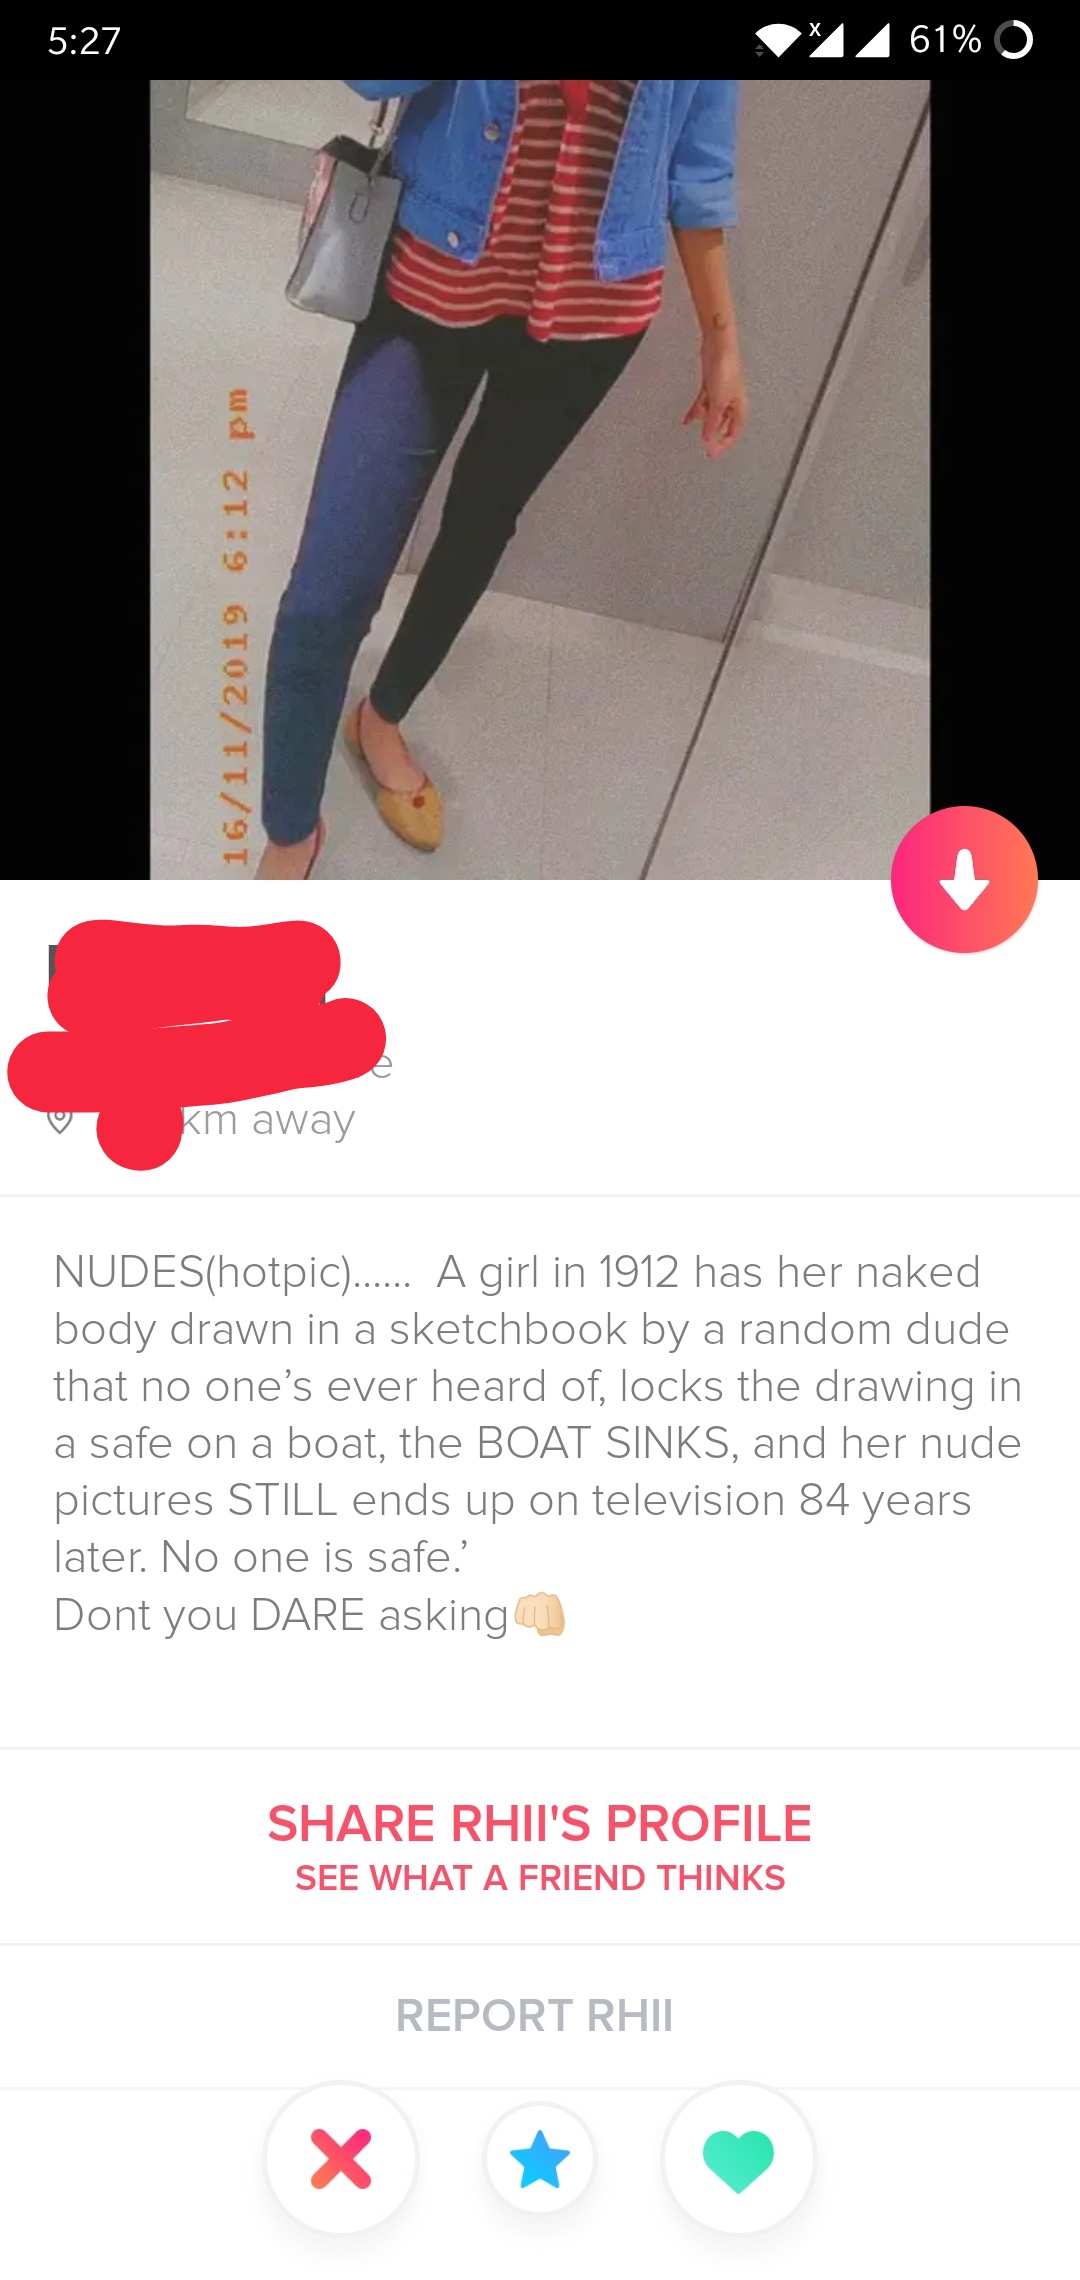 5:27
x
61%
16/11/2019 6:12 pm
km away
NUDES(hotpic)...... A girl in 1912 has her naked
body drawn in a sketchbook by a random dude
that no one’s ever heard of, locks the drawing in
a safe on a boat, the BOAT SINKS, and her nude
pictures STILL ends up on television 84 years
later. No one is safe.’
Dont you DARE asking👊🏻
SHARE RHII'S PROFILE
SEE WHAT A FRIEND THINKS
REPORT RHII